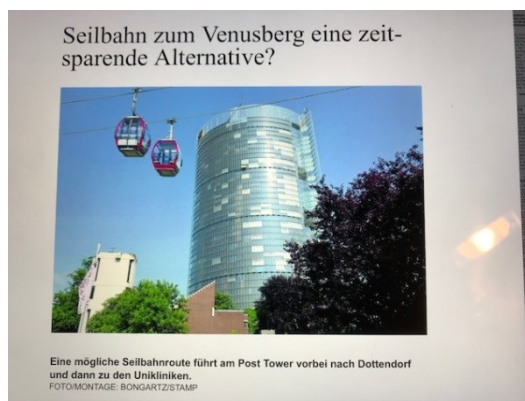 Seilbahn zum Venusberg eine zeit-
sparende Alternative?
Eine mögliche Seilbahnroute führt am Post Tower vorbei nach Dottendorf
und dann zu den Unikliniken.
FOTO/MONTAGE: BONGARTZ/STAMP